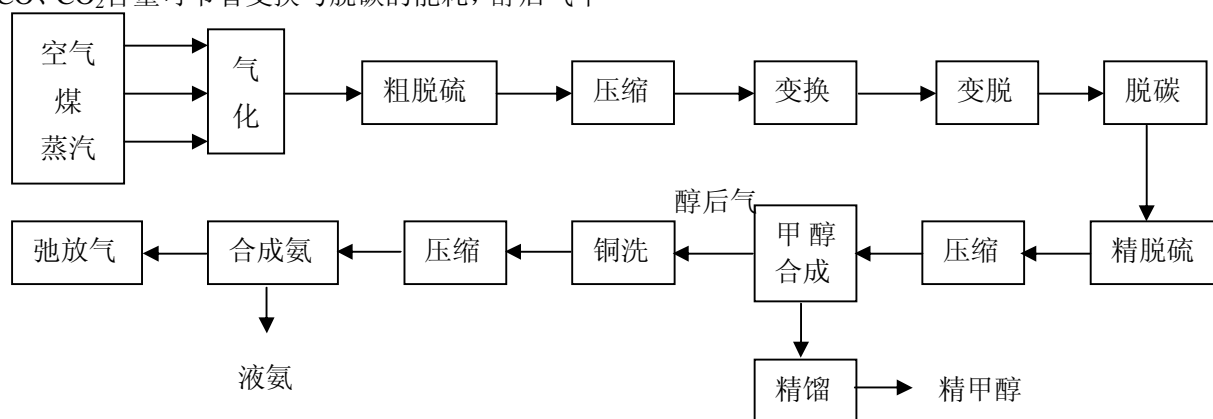 CO、CO₂含量可节省变换与脱碳的能耗，醇后气中
空气
煤
蒸汽
气
化
粗脱硫
压缩
变换
变脱
脱碳
醇后气
弛放气
合成氨
压缩
铜洗
甲醇
合成
压缩
精脱硫
液氨
精馏
精甲醇